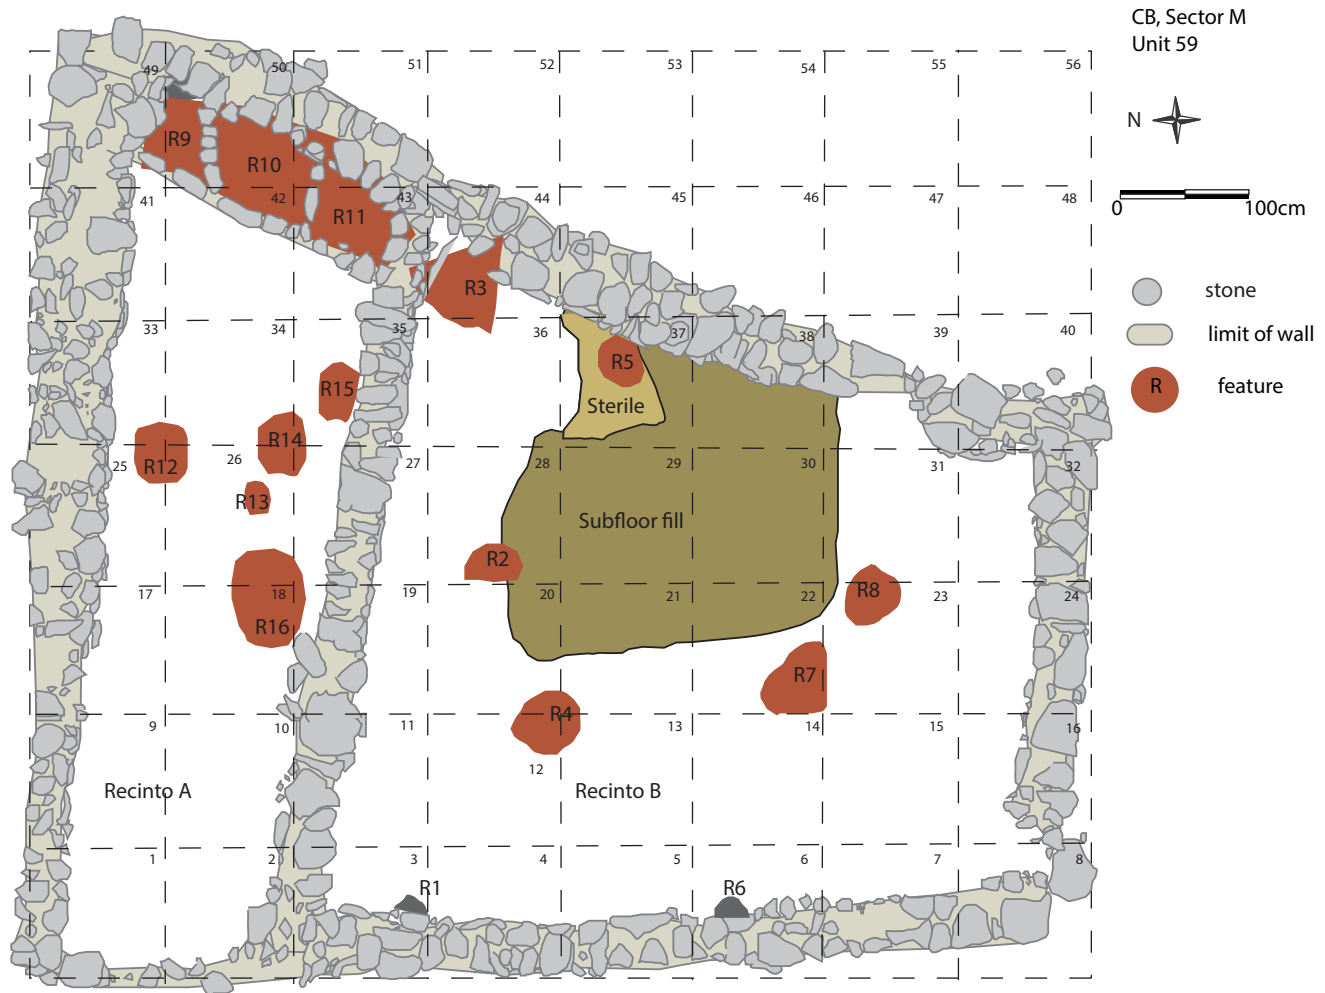 CB, Sector M
Unit 59
N
0 100cm
stone
limit of wall
R feature
49 50 51 52 53 54 55 56
R9 R10 R11
41 42 43 44 45 46 47 48
R3
33 34 35 36 37 38 39 40
R5
R15
Sterile
R14
R12
25 26 27 28 29 30 31 32
R13
Subfloor fill
R2
R8
17 18 19 20 21 22 23 24
R16
R7
R4
9 10 11 13 14 15 16
12
Recinto A Recinto B
1 2 3 4 5 6 7 8
R1 R6